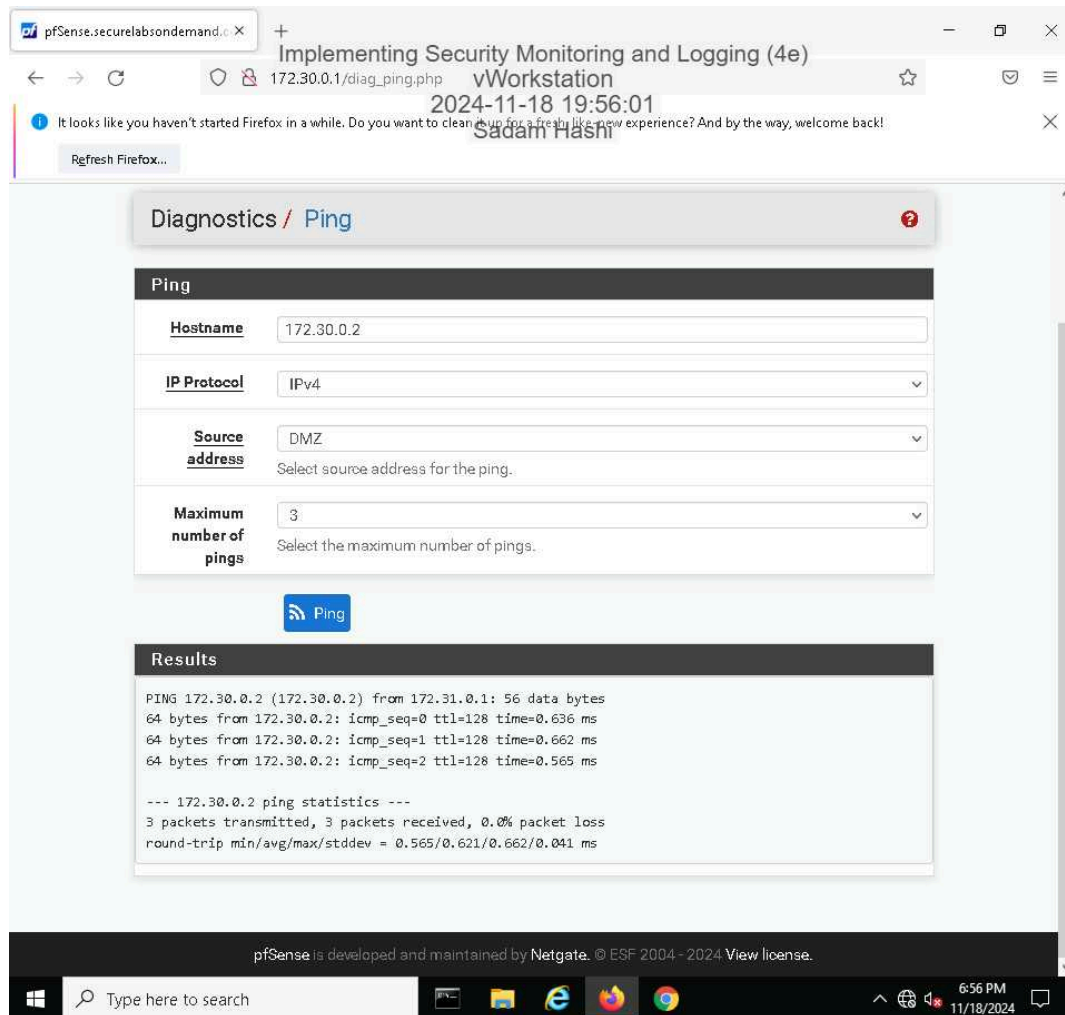 pfSense.securelabsondemand.c
Implementing Security Monitoring and Logging (4e)
172.30.0.1/diag_ping.php
vWorkstation
2024-11-18 19:56:01
It looks like you haven't started Firefox in a while. Do you want to clean it up for a fresh, like-new experience? And by the way, welcome back!
Sadam Hashi
Refresh Firefox...
Diagnostics / Ping
Ping
Hostname
172.30.0.2
IP Protocol
IPv4
Source address
DMZ
Select source address for the ping.
Maximum number of pings
3
Select the maximum number of pings.
Ping
Results
PING 172.30.0.2 (172.30.0.2) from 172.31.0.1: 56 data bytes
64 bytes from 172.30.0.2: icmp_seq=0 ttl=128 time=0.636 ms
64 bytes from 172.30.0.2: icmp_seq=1 ttl=128 time=0.662 ms
64 bytes from 172.30.0.2: icmp_seq=2 ttl=128 time=0.565 ms
--- 172.30.0.2 ping statistics ---
3 packets transmitted, 3 packets received, 0.0% packet loss
round-trip min/avg/max/stddev = 0.565/0.621/0.662/0.041 ms
pfSense is developed and maintained by Netgate. © ESF 2004 - 2024 View license.
Type here to search
6:56 PM
11/18/2024